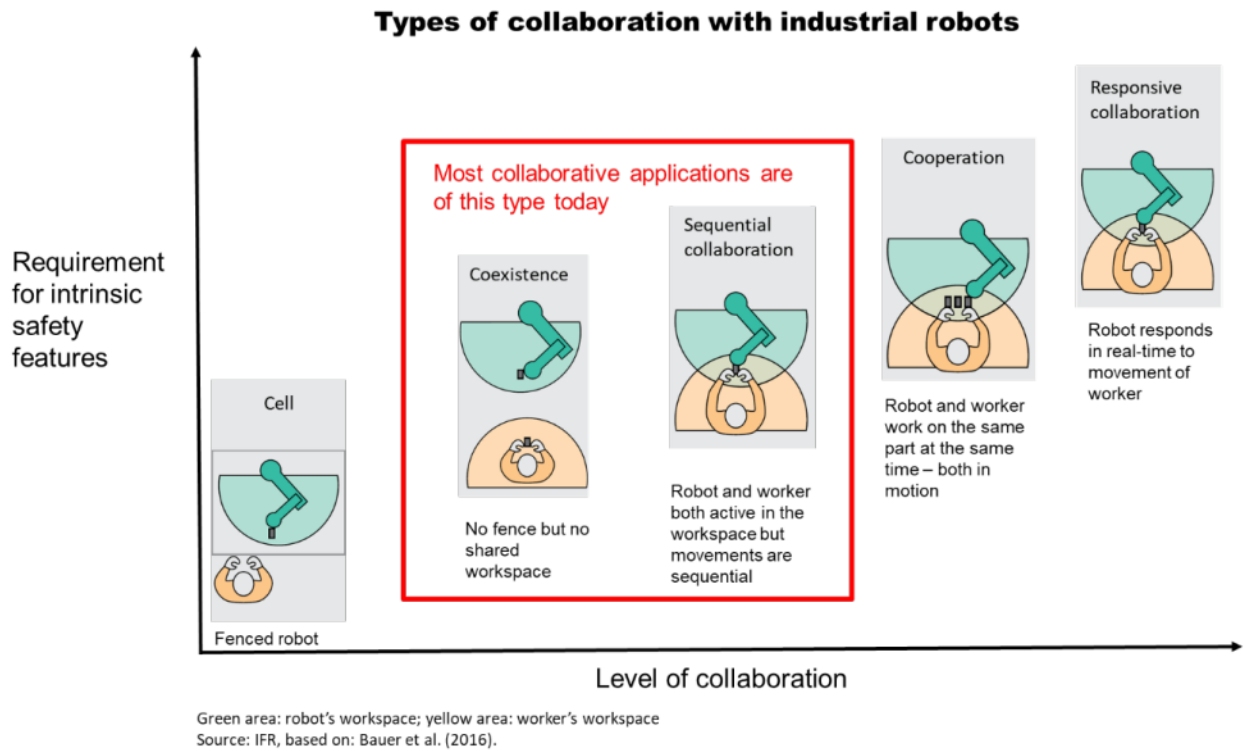 Types of collaboration with industrial robots
Requirement
for intrinsic
safety
features
Most collaborative applications are
of this type today
Cell
Fenced robot
Coexistence
No fence but no
shared
workspace
Sequential
collaboration
Robot and worker
both active in the
workspace but
movements are
sequential
Cooperation
Robot and worker
work on the same
part at the same
time – both in
motion
Responsive
collaboration
Robot responds
in real-time to
movement of
worker
Level of collaboration
Green area: robot’s workspace; yellow area: worker’s workspace
Source: IFR, based on: Bauer et al. (2016).